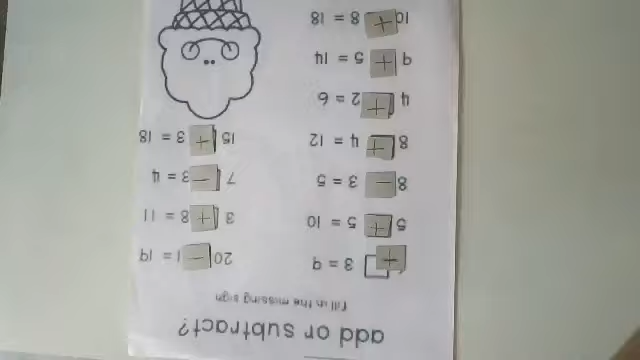 add or subtract?
fill in the missing sign
+ 3 = 9
5 + 5 = 10
8 − 3 = 5
8 + 4 = 12
4 + 2 = 6
9 + 5 = 14
10 + 8 = 18
20 − 1 = 19
3 + 8 = 11
7 − 3 = 4
15 + 3 = 18